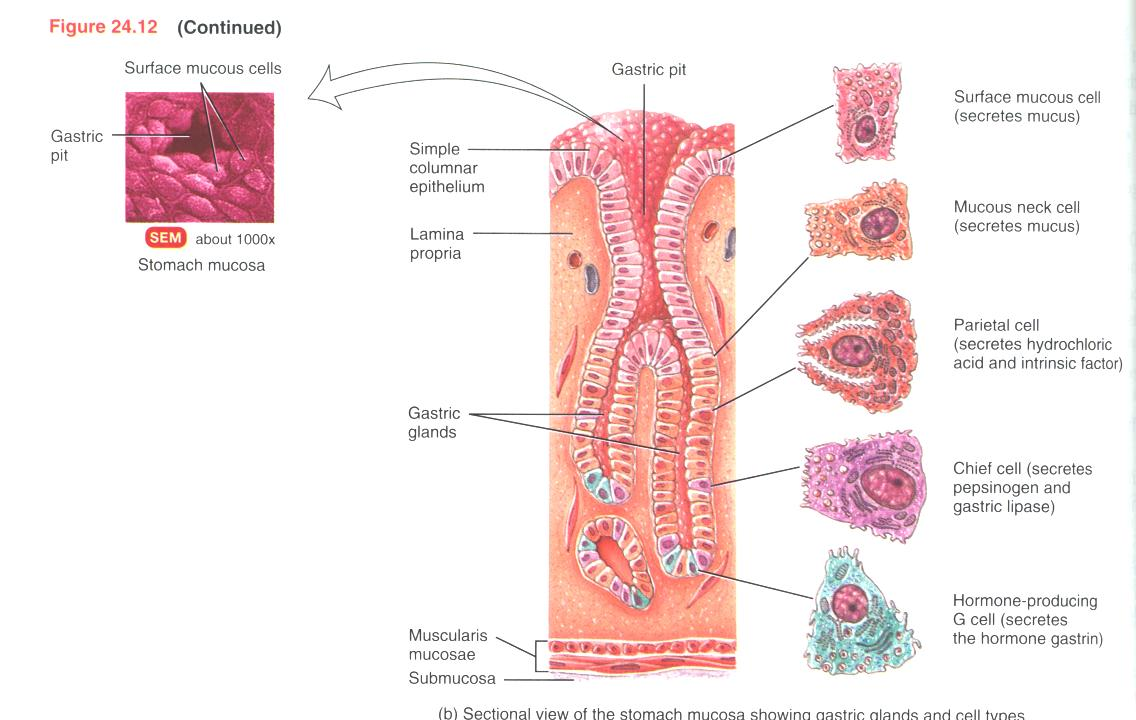 Figure 24.12 (Continued)
Surface mucous cells
Gastric
pit
SEM about 1000x
Stomach mucosa
Gastric pit
Simple
columnar
epithelium
Lamina
propria
Gastric
glands
Muscularis
mucosae
Submucosa
Surface mucous cell
(secretes mucus)
Mucous neck cell
(secretes mucus)
Parietal cell
(secretes hydrochloric
acid and intrinsic factor)
Chief cell (secretes
pepsinogen and
gastric lipase)
Hormone-producing
G cell (secretes
the hormone gastrin)
(b) Sectional view of the stomach mucosa showing gastric glands and cell types